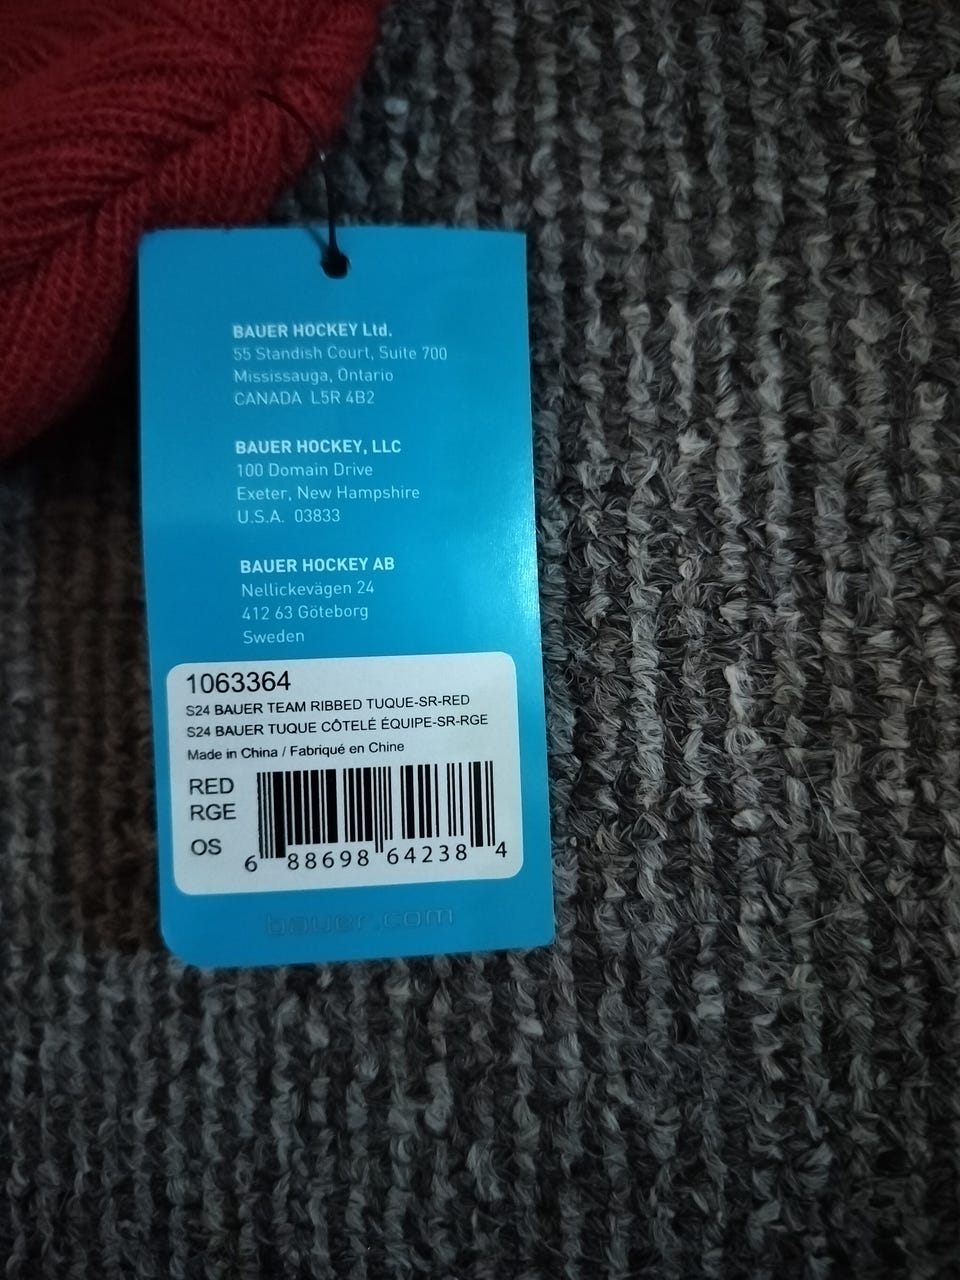 BAUER HOCKEY Ltd.
55 Standish Court, Suite 700
Mississauga, Ontario
CANADA L5R 4B2
BAUER HOCKEY, LLC
100 Domain Drive
Exeter, New Hampshire
U.S.A. 03833
BAUER HOCKEY AB
Nellickevägen 24
412 63 Göteborg
Sweden
1063364
S24 BAUER TEAM RIBBED TUQUE-SR-RED
S24 BAUER TUQUE CÔTELÉ ÉQUIPE-SR-RGE
Made in China / Fabriqué en Chine
RED
RGE
OS
6 88698 64238 4
bauer.com